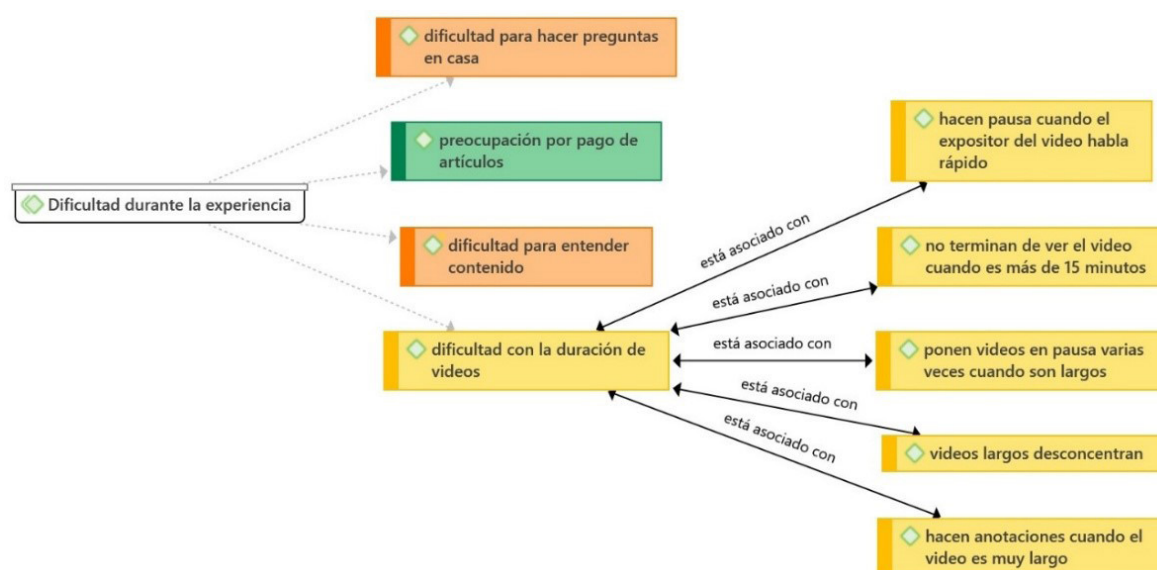 dificultad para hacer preguntas
en casa
preocupación por pago de
artículos
Dificultad durante la experiencia
dificultad para entender
contenido
dificultad con la duración de
videos
está asociado con
está asociado con
está asociado con
está asociado con
está asociado con
hacen pausa cuando el
expositor del video habla
rápido
no terminan de ver el video
cuando es más de 15 minutos
ponen videos en pausa varias
veces cuando son largos
videos largos desconcentran
hacen anotaciones cuando el
video es muy largo